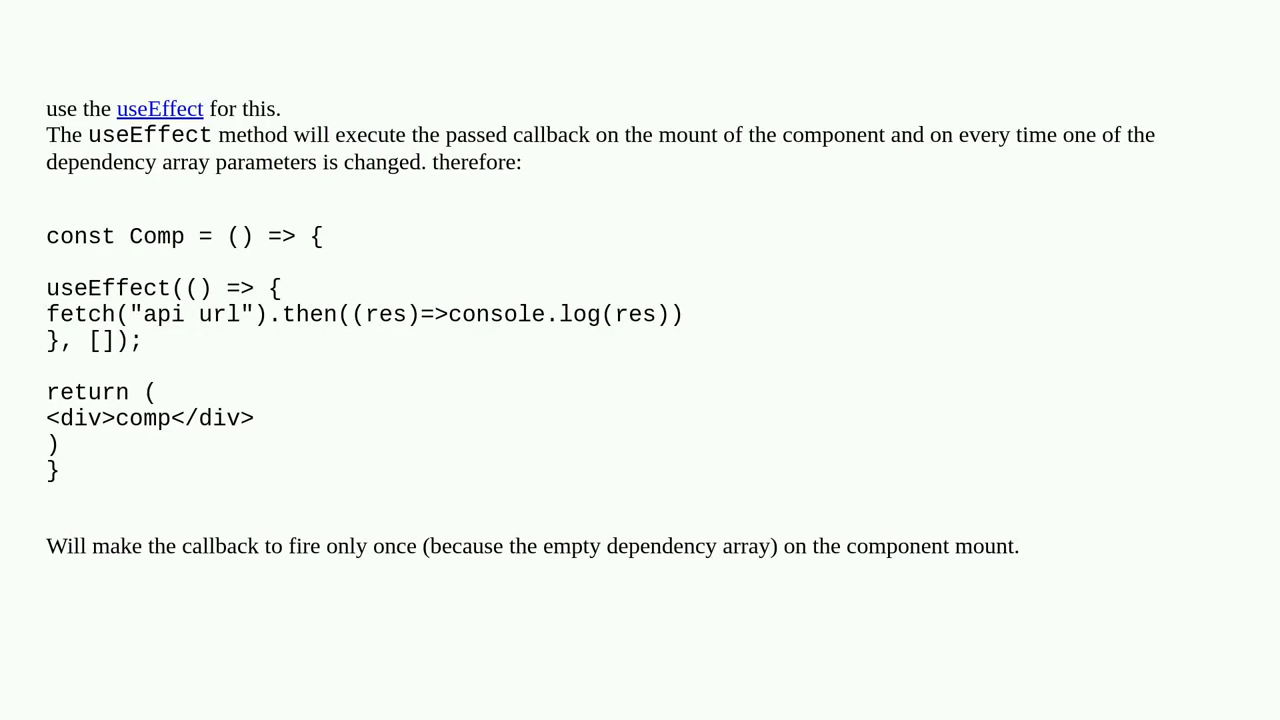 use the useEffect for this.
The useEffect method will execute the passed callback on the mount of the component and on every time one of the
dependency array parameters is changed. therefore:
const Comp = () => {
useEffect(() => {
fetch("api url").then((res)=>console.log(res))
}, []);
return (
<div>comp</div>
)
}
Will make the callback to fire only once (because the empty dependency array) on the component mount.